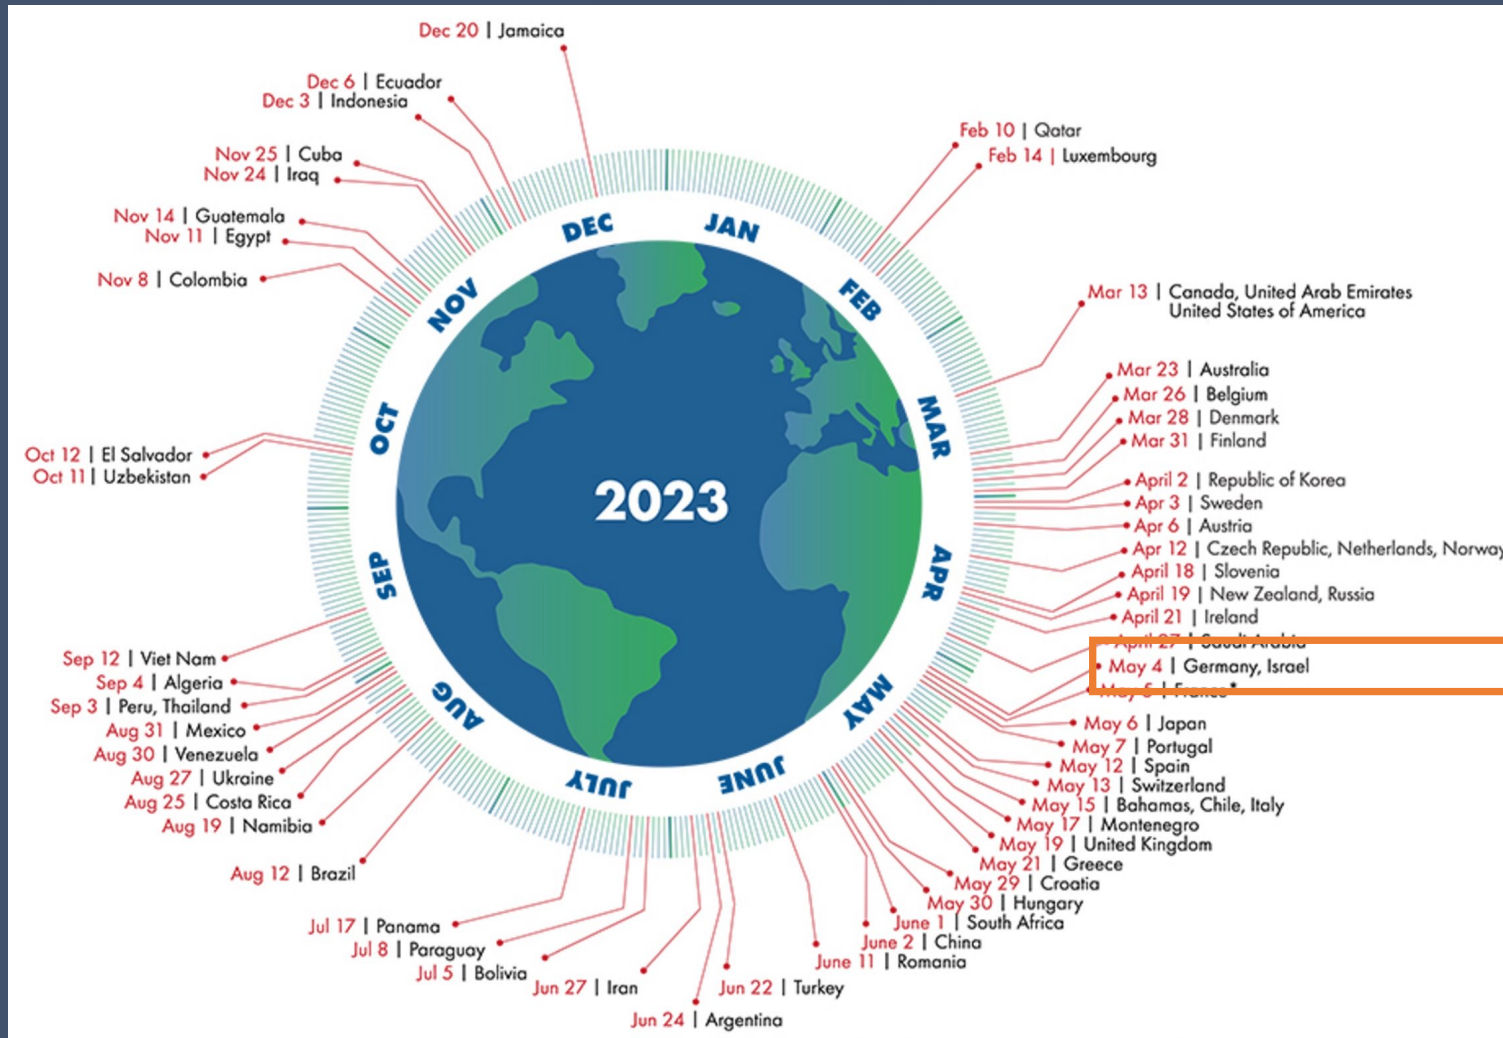 Dec 20 | Jamaica
Dec 6 | Ecuador
Dec 3 | Indonesia
Nov 25 | Cuba
Nov 24 | Iraq
Nov 14 | Guatemala
Nov 11 | Egypt
Nov 8 | Colombia
Oct 12 | El Salvador
Oct 11 | Uzbekistan
Sep 12 | Viet Nam
Sep 4 | Algeria
Sep 3 | Peru, Thailand
Aug 31 | Mexico
Aug 30 | Venezuela
Aug 27 | Ukraine
Aug 25 | Costa Rica
Aug 19 | Namibia
Aug 12 | Brazil
Jul 17 | Panama
Jul 8 | Paraguay
Jul 5 | Bolivia
Jun 27 | Iran
Jun 24 | Argentina
Jun 22 | Turkey
JAN
FEB
MAR
APR
MAY
JUNE
JULY
AUG
SEP
OCT
NOV
DEC
2023
Feb 10 | Qatar
Feb 14 | Luxembourg
Mar 13 | Canada, United Arab Emirates
United States of America
Mar 23 | Australia
Mar 26 | Belgium
Mar 28 | Denmark
Mar 31 | Finland
April 2 | Republic of Korea
Apr 3 | Sweden
Apr 6 | Austria
Apr 12 | Czech Republic, Netherlands, Norway
April 18 | Slovenia
April 19 | New Zealand, Russia
April 21 | Ireland
April 27 | Saudi Arabia
May 4 | Germany, Israel
May 5 | France*
May 6 | Japan
May 7 | Portugal
May 12 | Spain
May 13 | Switzerland
May 15 | Bahamas, Chile, Italy
May 17 | Montenegro
May 19 | United Kingdom
May 21 | Greece
May 29 | Croatia
May 30 | Hungary
June 1 | South Africa
June 2 | China
June 11 | Romania